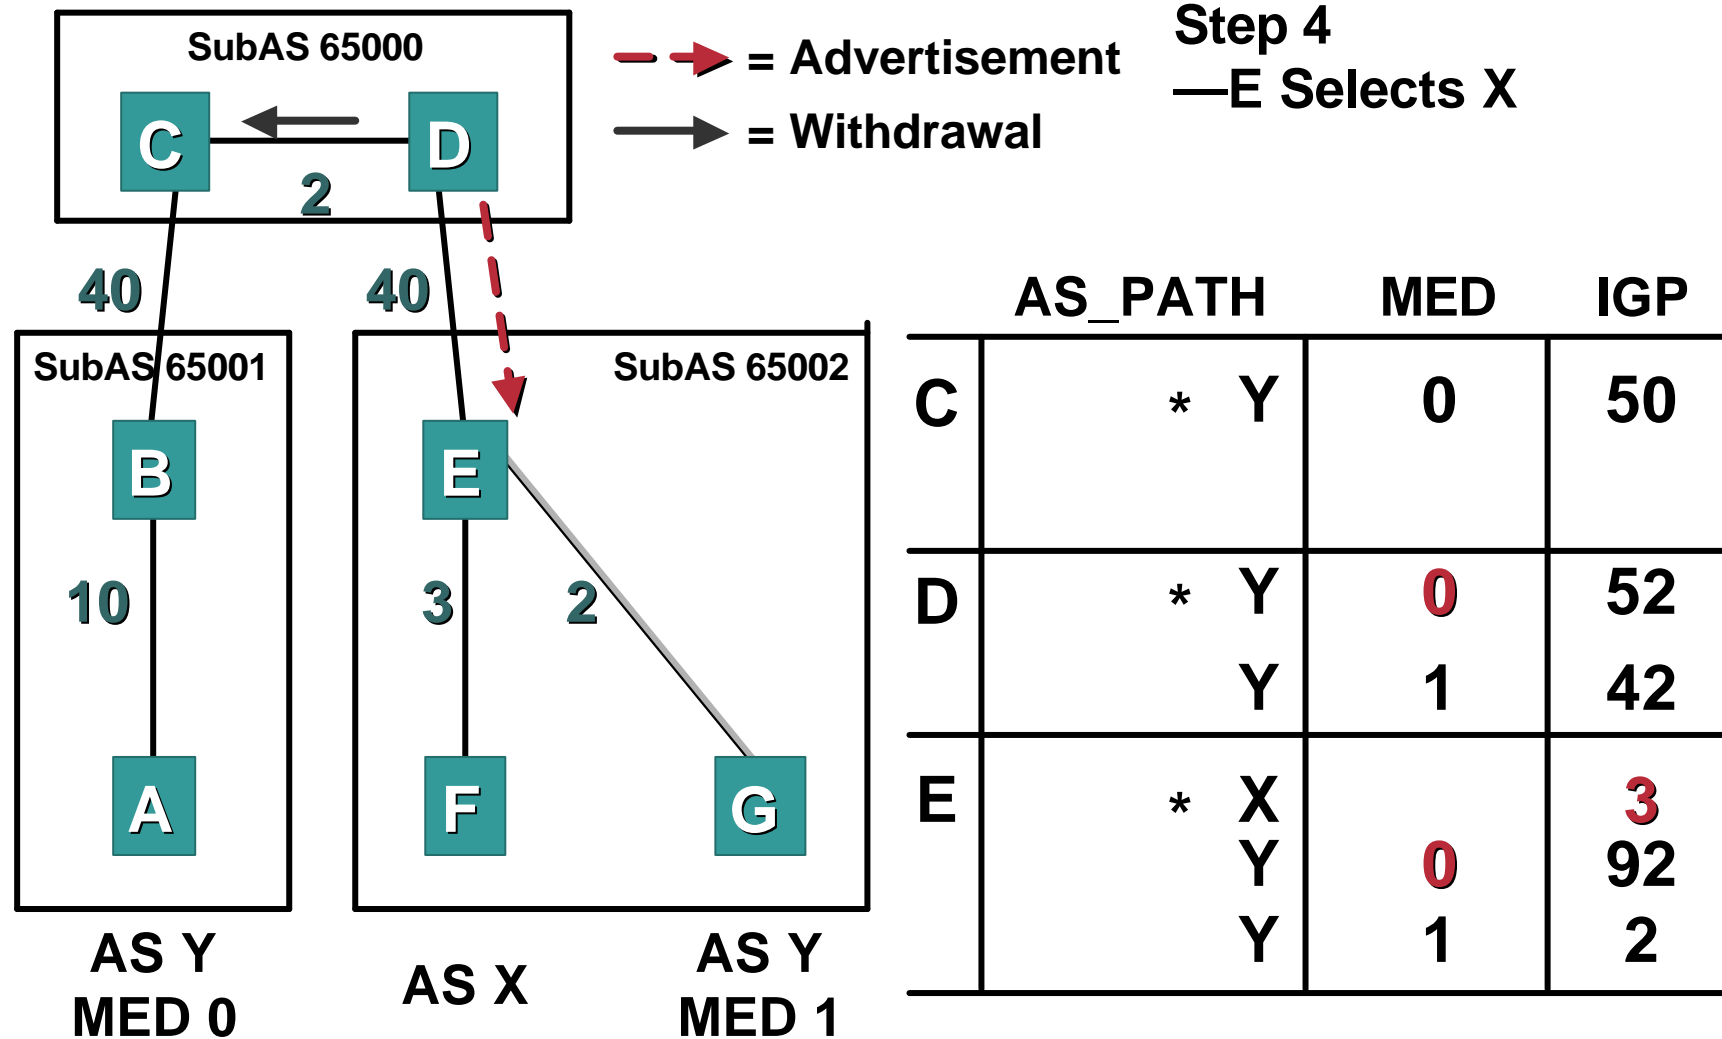 SubAS 65000
C
D
2
= Advertisement
= Withdrawal
Step 4
—E Selects X
40
40
SubAS 65001
SubAS 65002
B
E
10
3
2
A
F
G
AS Y
MED 0
AS X
AS Y
MED 1
AS_PATH MED IGP
C * Y 0 50
D * Y 0 52
Y 1 42
E * X 3
Y 0 92
Y 1 2